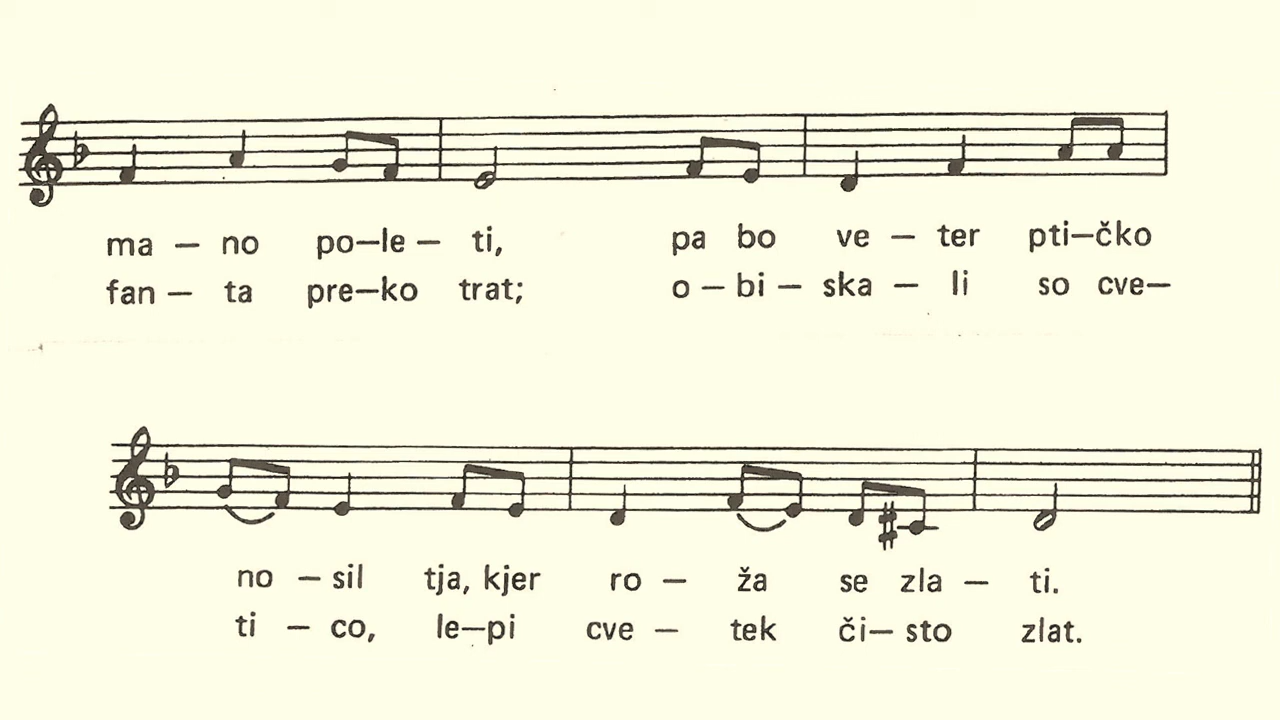 ma – no po–le – ti, pa bo ve – ter pti–čko
fan – ta pre–ko trat; o – bi – ska – li so cve–
no – sil tja, kjer ro – ža se zla – ti.
ti – co, le–pi cve – tek či– sto zlat.